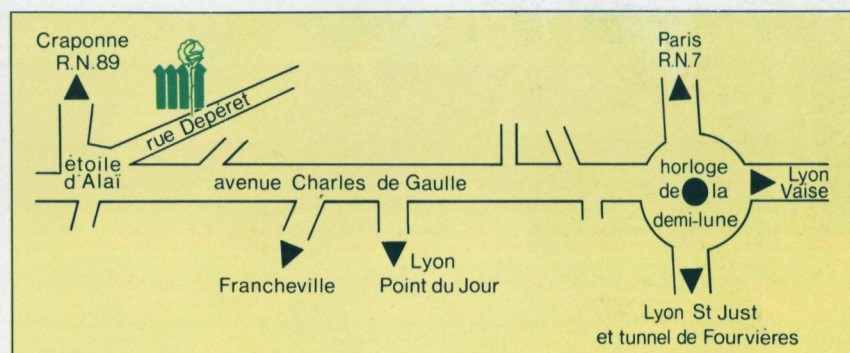 Craponne
R.N.89
rue Depéret
Paris
R.N.7
étoile
d'Alaï
avenue Charles de Gaulle
horloge
de la
demi-lune
Lyon
Vaise
Francheville
Lyon
Point du Jour
Lyon St Just
et tunnel de Fourvières